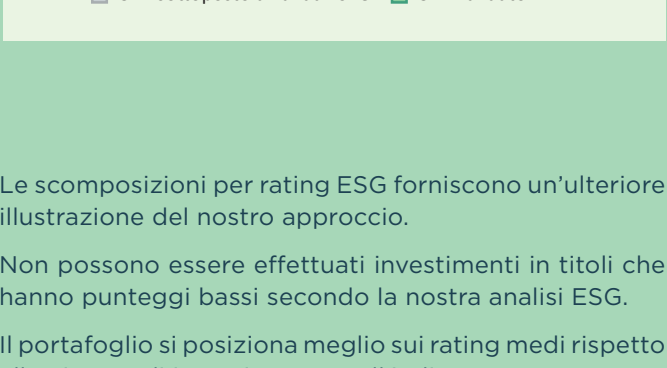 Le scomposizioni per rating ESG forniscono un'ulteriore
illustrazione del nostro approccio.
Non possono essere effettuati investimenti in titoli che
hanno punteggi bassi secondo la nostra analisi ESG.
Il portafoglio si posiziona meglio sui rating medi rispetto